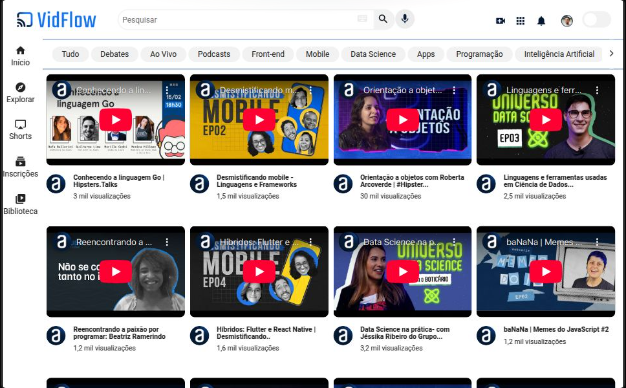 VidFlow
Pesquisar
Tudo
Debates
Ao Vivo
Podcasts
Front-end
Mobile
Data Science
Apps
Programação
Inteligência Artificial
Início
Explorar
Shorts
Inscrições
Biblioteca
Conhecendo a lin...
linguagem Go
15/02
18h30
Conhecendo a linguagem Go |
Hipsters.Talks
3 mil visualizações
Desmistificando m...
MOBILE
EP02
Desmistificando mobile -
Linguagens e Frameworks
1,5 mil visualizações
Orientação a objet...
Orientação a objetos com Roberta
Arcoverde | #Hipster...
30 mil visualizações
Linguagens e ferr...
UNIVERSO
DATA SCIENCE
EP03
Linguagens e ferramentas usadas
em Ciência de Dados...
2,5 mil visualizações
Reencontrando a ...
Não se co
tanto no i
Reencontrando a paixão por
programar: Beatriz Ramerindo
1,2 mil visualizações
Híbridos: Flutter e ...
MOBILE
EP04
Híbridos: Flutter e React Native |
Desmistificando..
1,6 mil visualizações
Data Science na p...
UNIVERSO
DATA SCIENCE
BOTICÁRIO
Data Science na prática- com
Jéssika Ribeiro do Grupo...
3,2 mil visualizações
baNaNa | Memes ...
baNaNa | Memes do JavaScript #2
1,2 mil visualizações